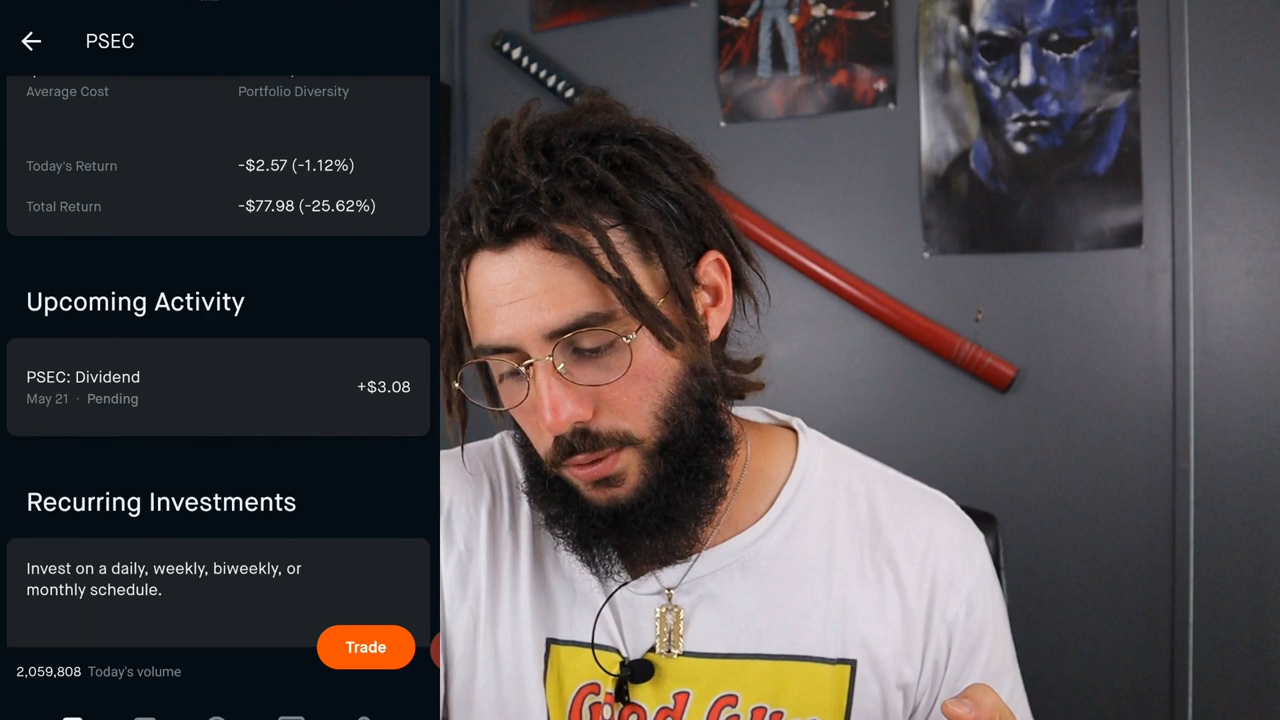 PSEC
Average Cost
Portfolio Diversity
Today's Return
-$2.57 (-1.12%)
Total Return
-$77.98 (-25.62%)
Upcoming Activity
PSEC: Dividend
+$3.08
May 21 · Pending
Recurring Investments
Invest on a daily, weekly, biweekly, or
monthly schedule.
Trade
2,059,808 Today's volume